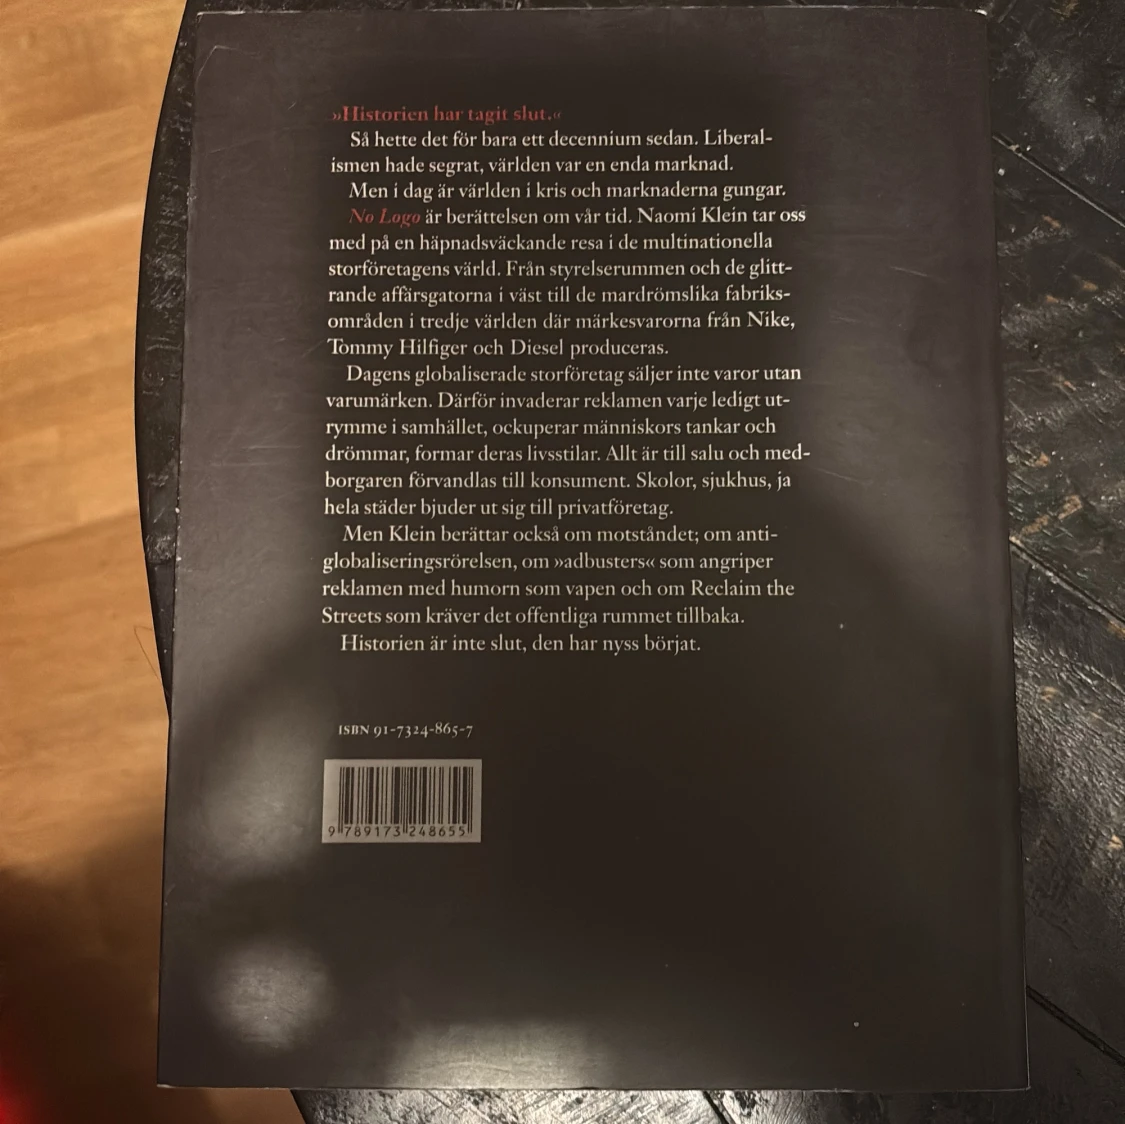 »Historien har tagit slut.«
Så hette det för bara ett decennium sedan. Liberal-
ismen hade segrat, världen var en enda marknad.
Men i dag är världen i kris och marknaderna gungar.
No Logo är berättelsen om vår tid. Naomi Klein tar oss
med på en häpnadsväckande resa i de multinationella
storföretagens värld. Från styrelserummen och de glitt-
rande affärsgatorna i väst till de mardrömslika fabriks-
områden i tredje världen där märkesvarorna från Nike,
Tommy Hilfiger och Diesel produceras.
Dagens globaliserade storföretag säljer inte varor utan
varumärken. Därför invaderar reklamen varje ledigt ut-
rymme i samhället, ockuperar människors tankar och
drömmar, formar deras livsstilar. Allt är till salu och med-
borgaren förvandlas till konsument. Skolor, sjukhus, ja
hela städer bjuder ut sig till privatföretag.
Men Klein berättar också om motståndet; om anti-
globaliseringsrörelsen, om »adbusters« som angriper
reklamen med humorn som vapen och om Reclaim the
Streets som kräver det offentliga rummet tillbaka.
Historien är inte slut, den har nyss börjat.
ISBN 91-7324-865-7
9 789173 248655